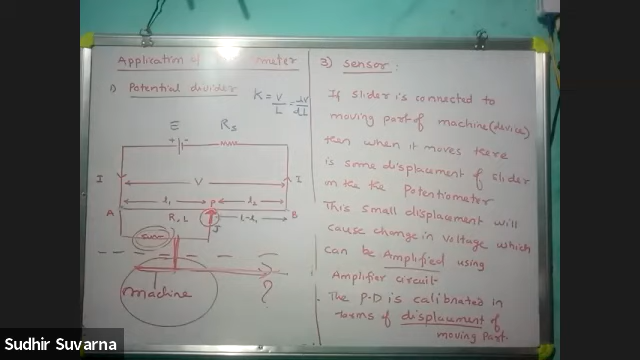 Application of meter
1) Potential divider
K = V/L = dV/dL
E
Rs
+ -
I
V
I
l1
P
l2
A
R, L
L-l1
B
J
machine
3) sensor :
If slider is connected to
moving part of machine (device)
then when it moves there
is some displacement of slider
on the the Potentiometer
This small displacement will
cause change in voltage which
can be Amplified using
Amplifier circuit.
The P.D is calibrated in
terms of displacement of
moving part.
Sudhir Suvarna